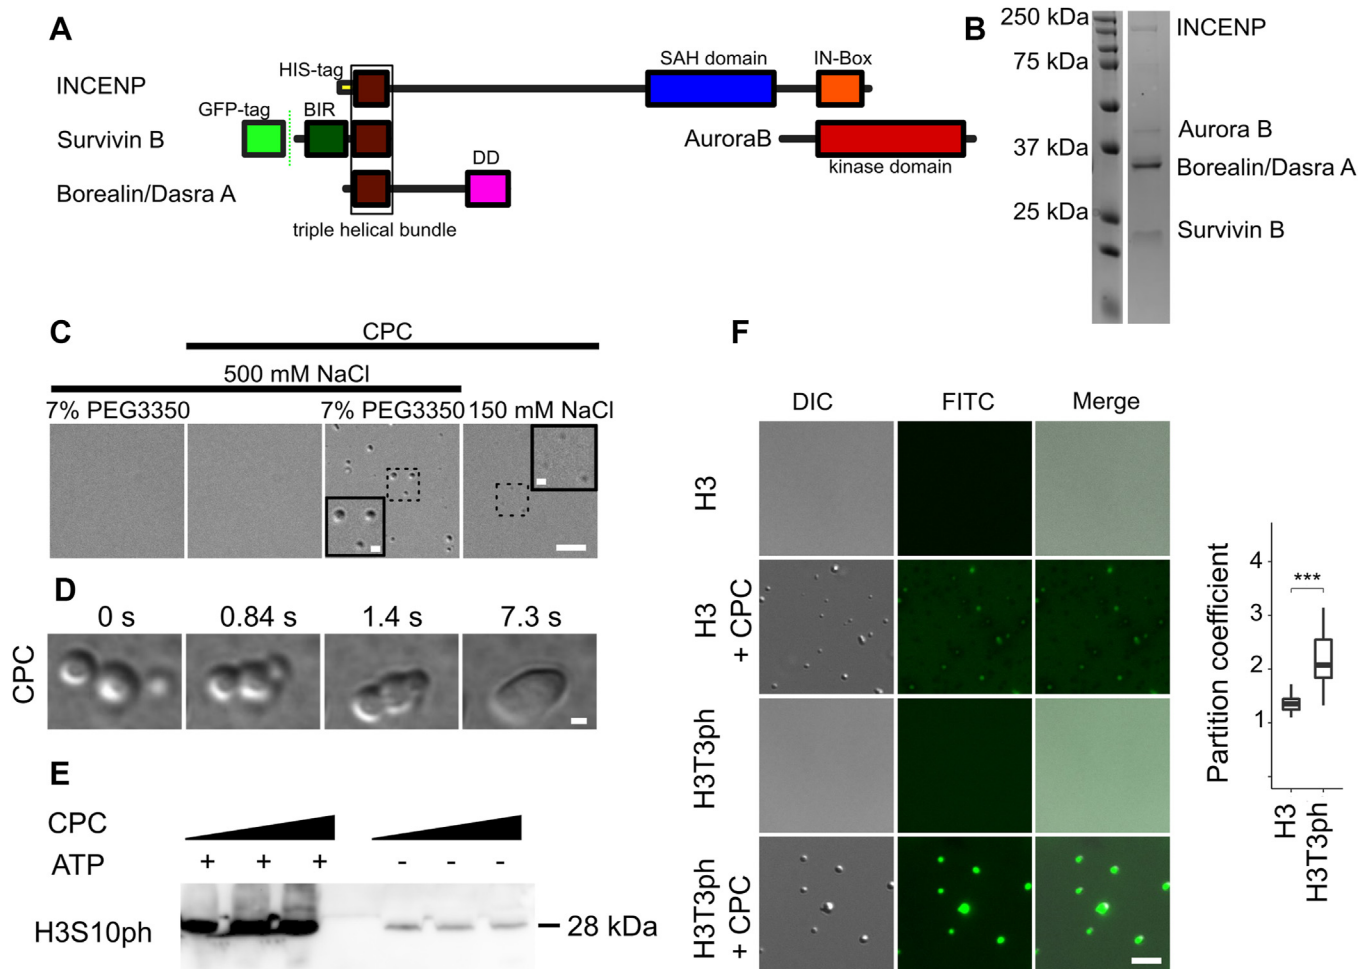 A
INCENP
HIS-tag
SAH domain
IN-Box
GFP-tag
BIR
Survivin B
AuroraB
kinase domain
DD
Borealin/Dasra A
triple helical bundle
B
250 kDa
75 kDa
37 kDa
25 kDa
INCENP
Aurora B
Borealin/Dasra A
Survivin B
C
CPC
500 mM NaCl
7% PEG3350
7% PEG3350
150 mM NaCl
D
0 s
0.84 s
1.4 s
7.3 s
CPC
E
CPC
ATP
+ + + - - -
H3S10ph
28 kDa
F
DIC
FITC
Merge
H3
H3
+ CPC
H3T3ph
H3T3ph
+ CPC
Partition coefficient
4
3
2
1
***
H3
H3T3ph